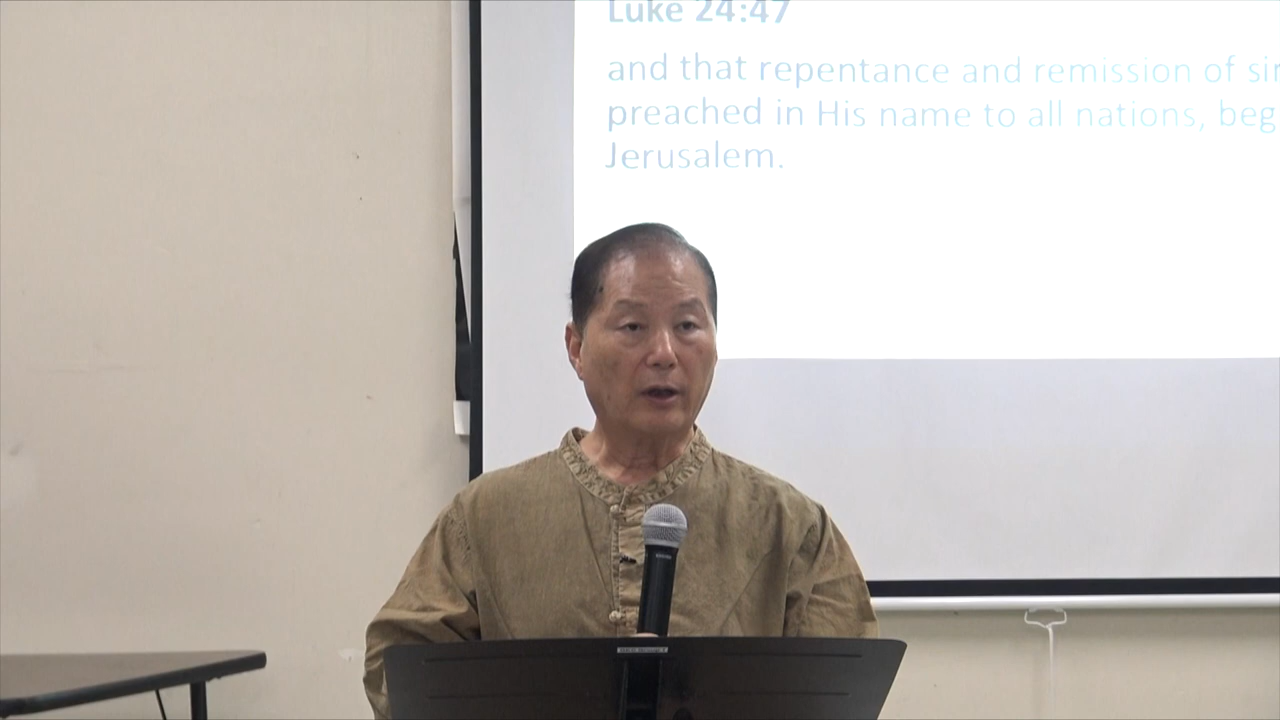 Luke 24:47
and that repentance and remission of
preached in His name to all nations,
Jerusalem.